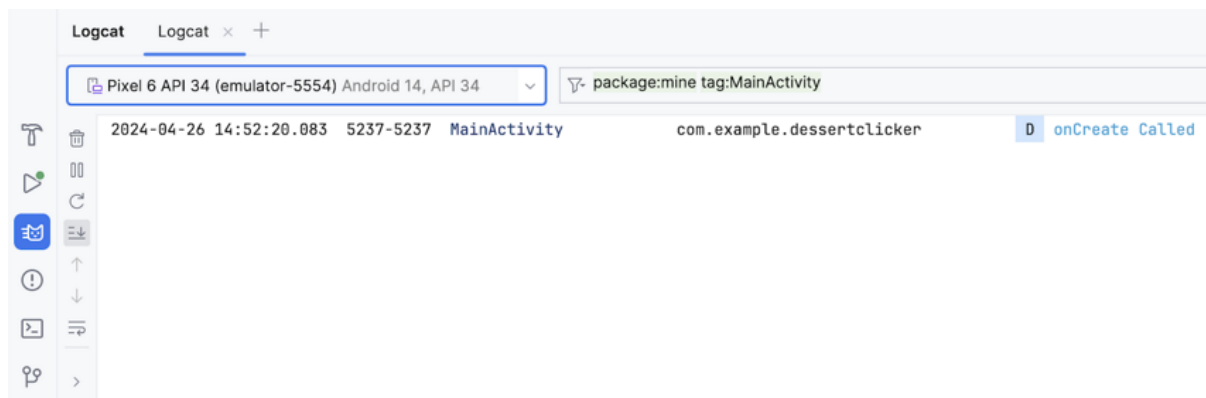 Logcat Logcat
Pixel 6 API 34 (emulator-5554) Android 14, API 34 package:mine tag:MainActivity
2024-04-26 14:52:20.083 5237-5237 MainActivity com.example.dessertclicker D onCreate Called